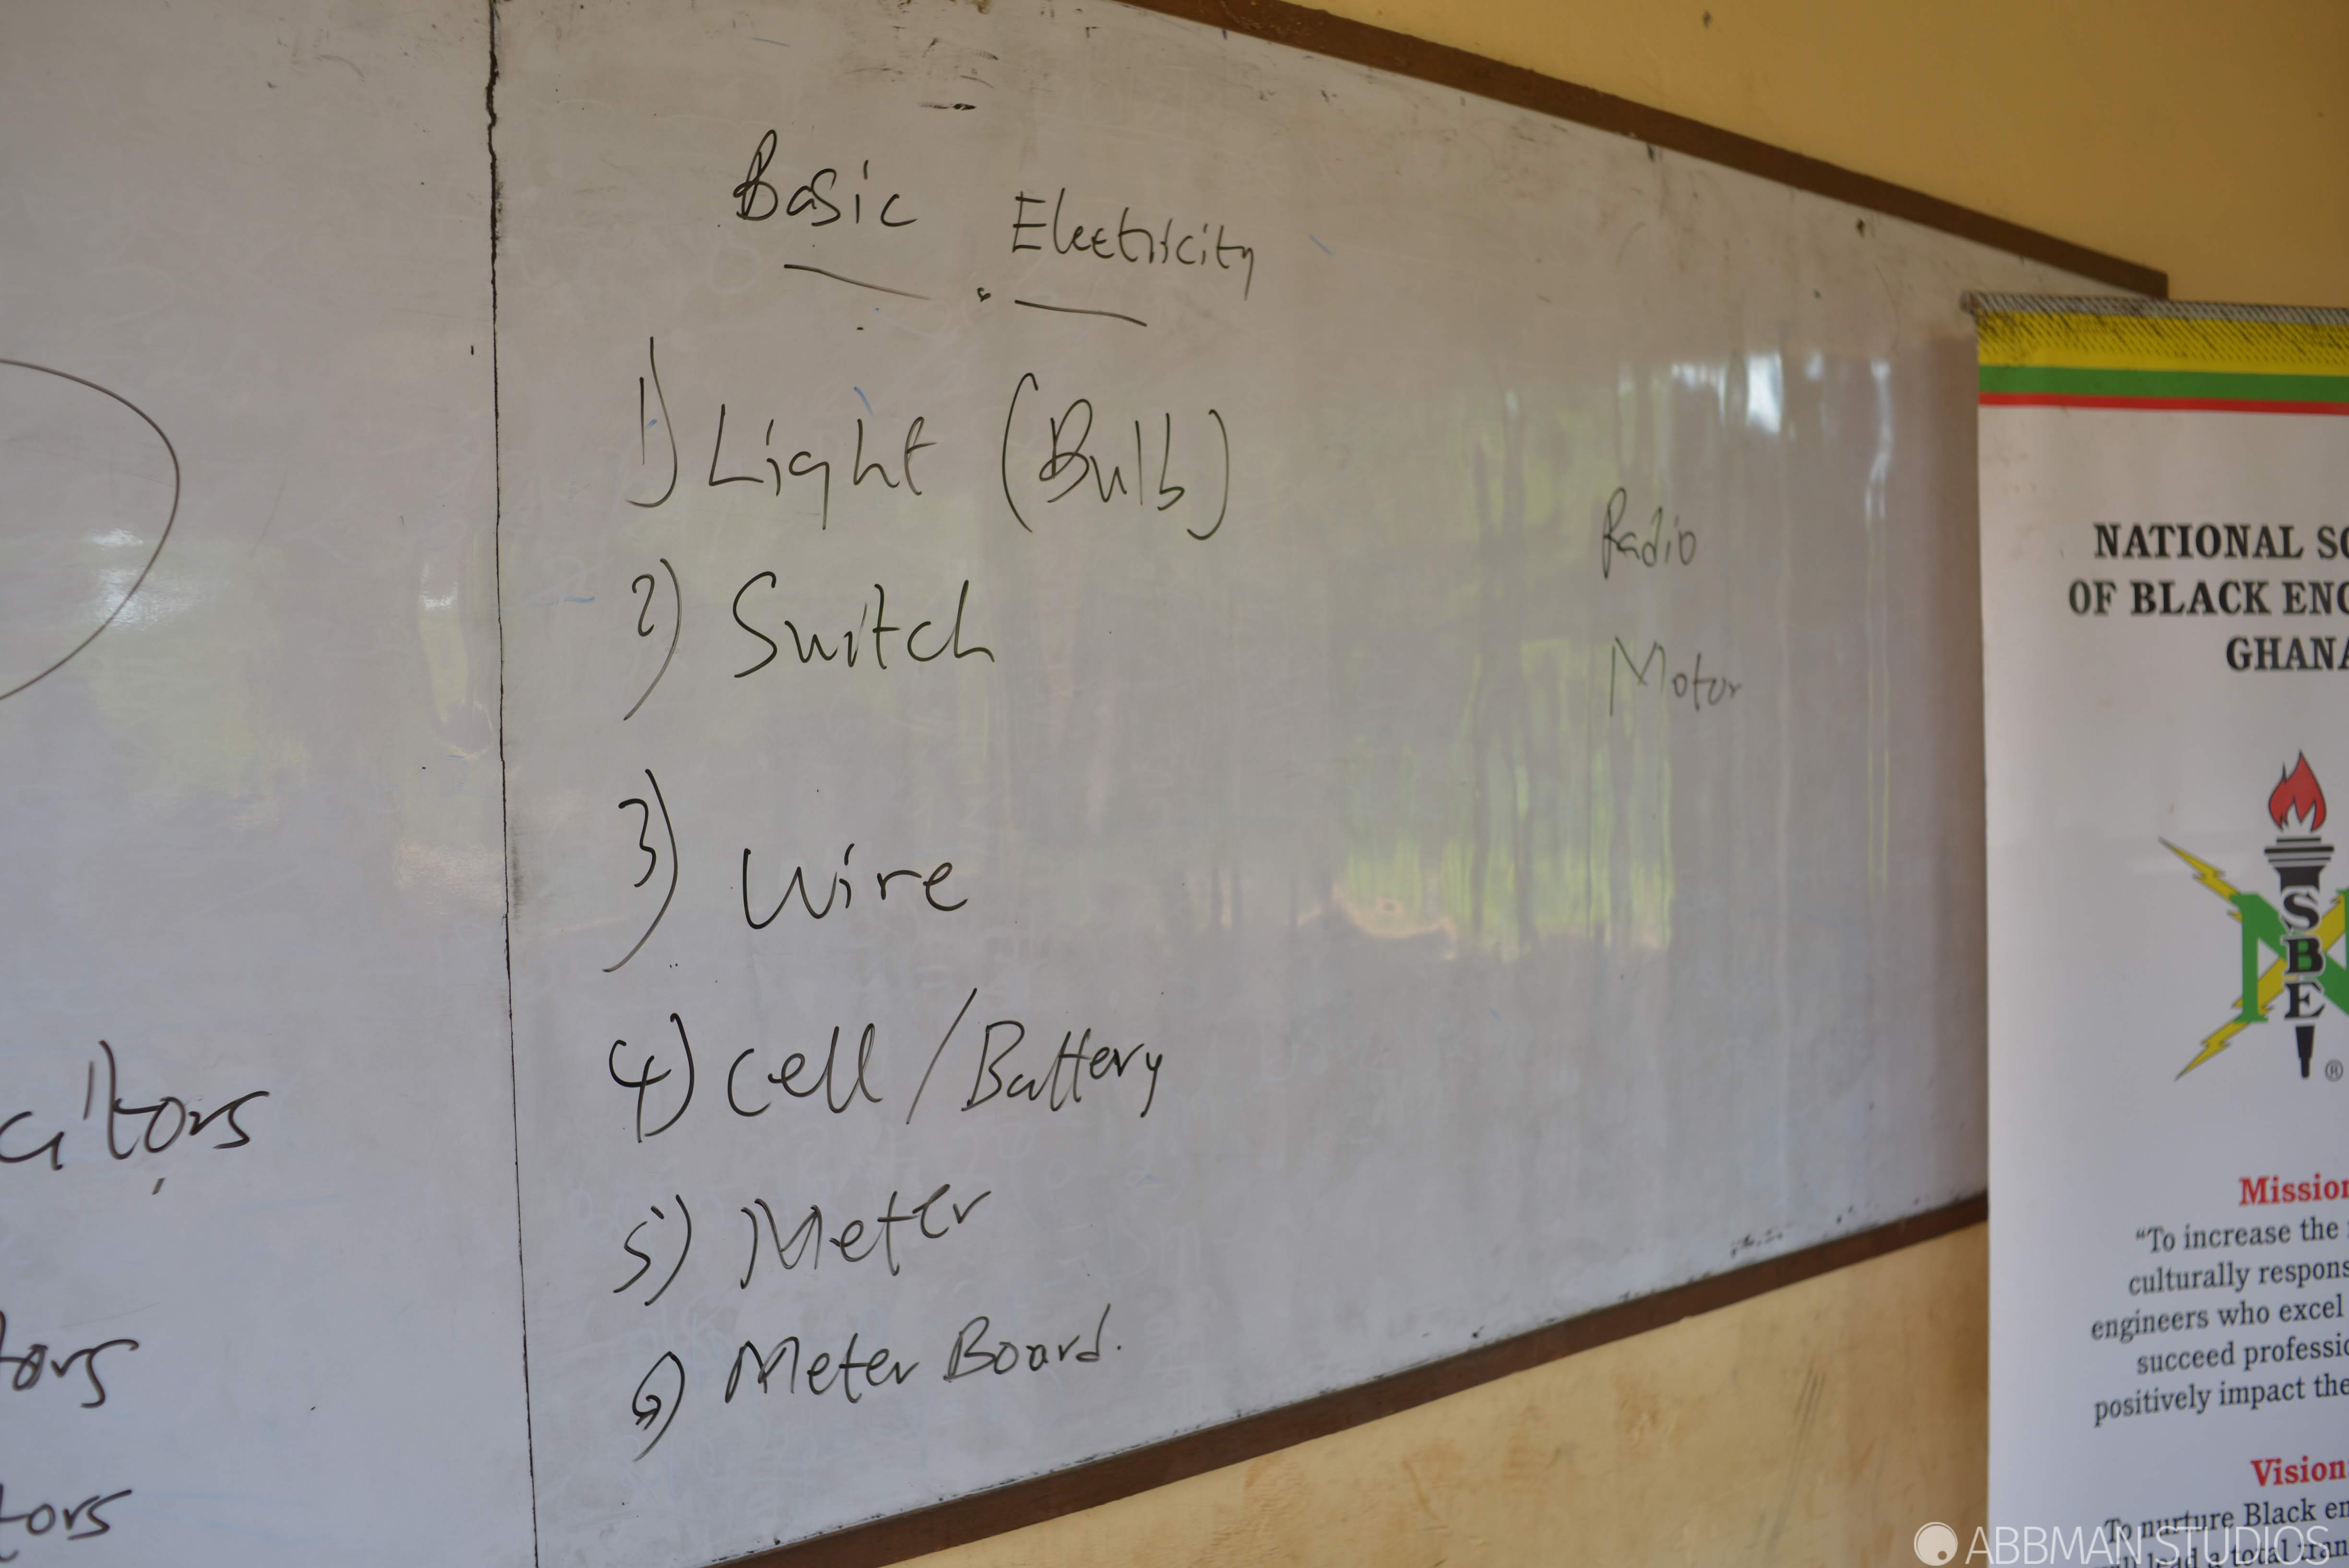 citors
tors
tors
Basic Electricity
1) Light (Bulb)
2) Switch
3) Wire
4) Cell / Battery
5) Meter
6) Meter Board.
Radio
Motor
NATIONAL SO
OF BLACK ENG
GHANA
SBE
®
Mission
“To increase the
culturally respons
engineers who excel
succeed professio
positively impact the
Vision
To nurture Black en
ABBMAN STUDIOS